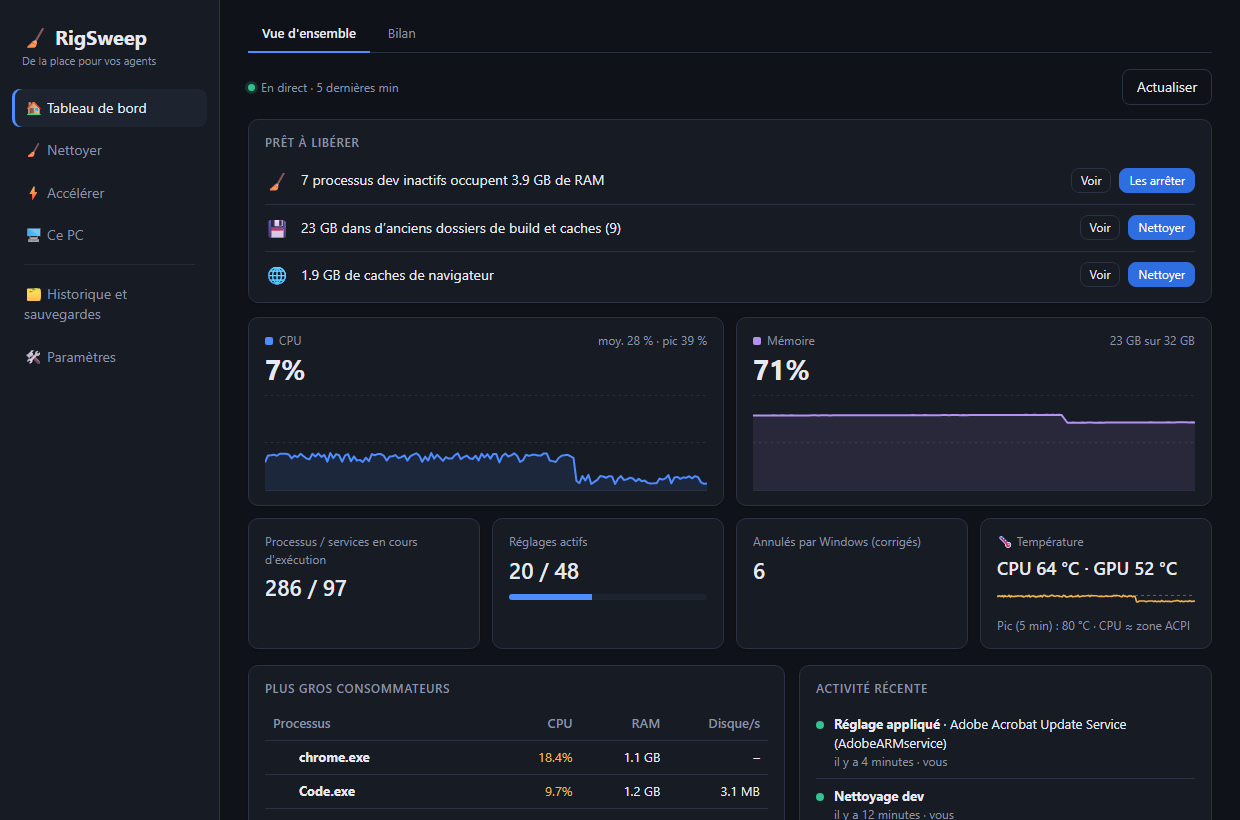 RigSweep
De la place pour vos agents
Tableau de bord
Nettoyer
Accélérer
Ce PC
Historique et
sauvegardes
Paramètres
Vue d'ensemble
Bilan
En direct · 5 dernières min
Actualiser
PRÊT À LIBÉRER
7 processus dev inactifs occupent 3.9 GB de RAM
Voir
Les arrêter
23 GB dans d’anciens dossiers de build et caches (9)
Voir
Nettoyer
1.9 GB de caches de navigateur
Voir
Nettoyer
CPU
moy. 28 % · pic 39 %
7%
Mémoire
23 GB sur 32 GB
71%
Processus / services en cours
d'exécution
286 / 97
Réglages actifs
20 / 48
Annulés par Windows (corrigés)
6
Température
CPU 64 °C · GPU 52 °C
Pic (5 min) : 80 °C · CPU ≈ zone ACPI
PLUS GROS CONSOMMATEURS
Processus CPU RAM Disque/s
chrome.exe 18.4% 1.1 GB –
Code.exe 9.7% 1.2 GB 3.1 MB
ACTIVITÉ RÉCENTE
Réglage appliqué · Adobe Acrobat Update Service
(AdobeARMservice)
il y a 4 minutes · vous
Nettoyage dev
il y a 12 minutes · vous